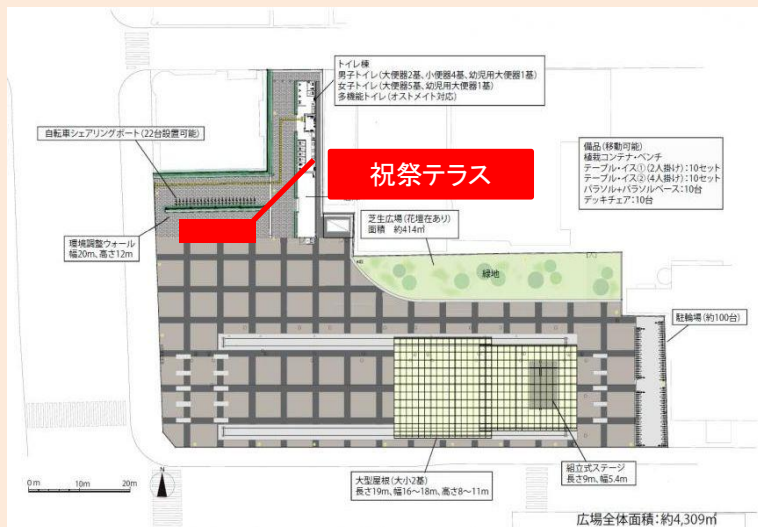 トイレ棟
男子トイレ(大便器2基、小便器4基、幼児用大便器1基)
女子トイレ(大便器5基、幼児用大便器1基)
多機能トイレ(オストメイト対応)
自転車シェアリングポート(22台設置可能)
祝祭テラス
備品(移動可能)
植栽コンテナ・ベンチ
テーブル・イス①(2人掛け):10セット
テーブル・イス②(4人掛け):10セット
パラソル+パラソルベース:10台
デッキチェア:10台
芝生広場(花壇在あり)
面積 約414㎡
環境調整ウォール
幅20m、高さ12m
緑地
駐輪場(約100台)
大型屋根(大小2基)
長さ19m、幅16~18m、高さ8~11m
組立式ステージ
長さ9m、幅5.4m
0m 10m 20m
N
広場全体面積:約4,309㎡